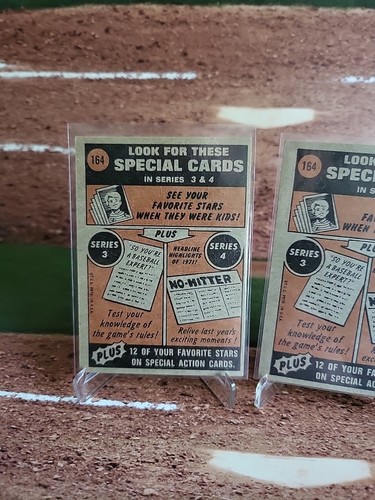 164
LOOK FOR THESE
SPECIAL CARDS
IN SERIES 3 & 4
SEE YOUR
FAVORITE STARS
WHEN THEY WERE KIDS!
PLUS
SERIES
3
"SO YOU'RE
A BASEBALL
EXPERT!"
Test your
knowledge of
the game's rules!
HEADLINE
HIGHLIGHTS
OF 1971!
SERIES
4
NO-HITTER
Relive last year's
exciting moments!
PLUS
12 OF YOUR FAVORITE STARS
ON SPECIAL ACTION CARDS.
164
LOOK
SPECI
IN S
FA
WHEN
PLUS
SERIES
3
"SO YOU'RE
A BASEBALL
EXPERT!"
Test your
knowledge of
the game's rules!
NO
Re
exc
PLUS
12 OF YOUR FA
ON SPECIAL AC